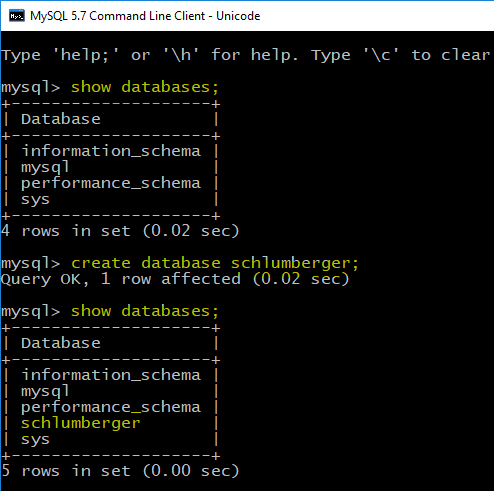 MySQL 5.7 Command Line Client - Unicode
Type 'help;' or '\h' for help. Type '\c' to clear
mysql> show databases;
+--------------------+
| Database           |
+--------------------+
| information_schema |
| mysql              |
| performance_schema |
| sys                |
+--------------------+
4 rows in set (0.02 sec)
mysql> create database schlumberger;
Query OK, 1 row affected (0.02 sec)
mysql> show databases;
+--------------------+
| Database           |
+--------------------+
| information_schema |
| mysql              |
| performance_schema |
| schlumberger       |
| sys                |
+--------------------+
5 rows in set (0.00 sec)